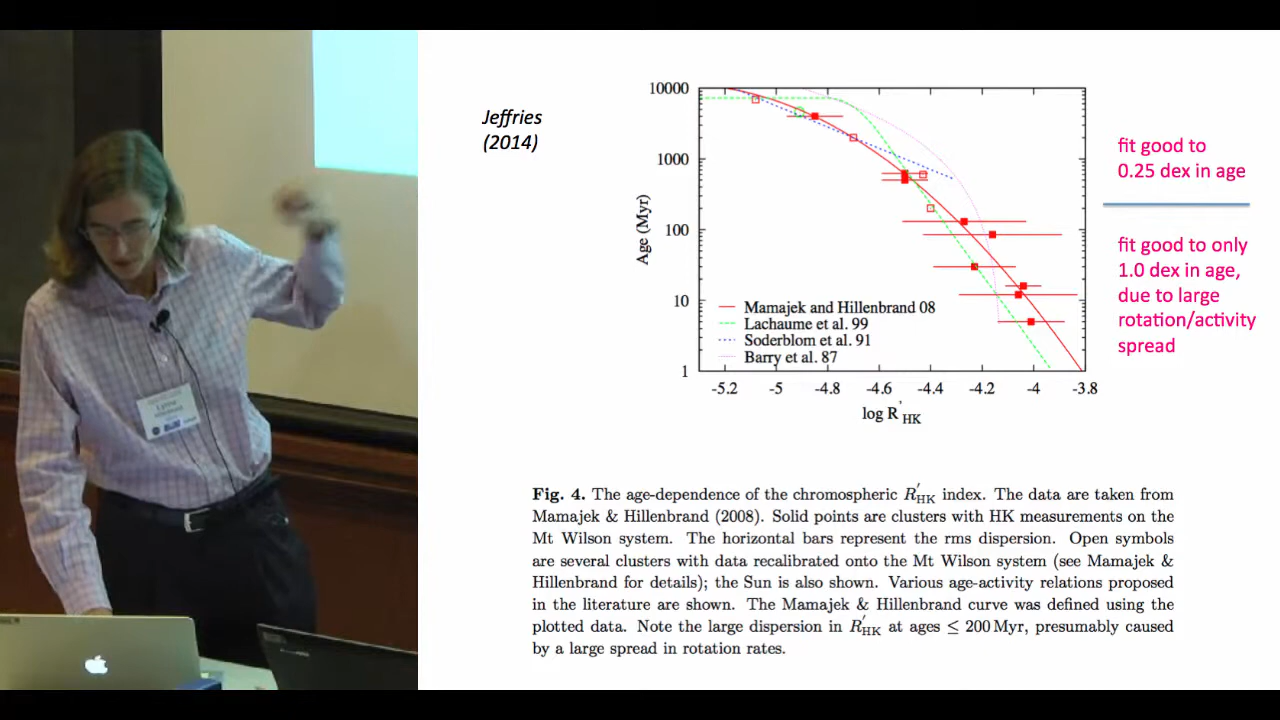 Jeffries
(2014)
10000
1000
100
10
1
Age (Myr)
Mamajek and Hillenbrand 08
Lachaume et al. 99
Soderblom et al. 91
Barry et al. 87
-5.2 -5 -4.8 -4.6 -4.4 -4.2 -4 -3.8
log R'HK
fit good to
0.25 dex in age
fit good to only
1.0 dex in age,
due to large
rotation/activity
spread
Fig. 4. The age-dependence of the chromospheric R'HK index. The data are taken from
Mamajek & Hillenbrand (2008). Solid points are clusters with HK measurements on the
Mt Wilson system. The horizontal bars represent the rms dispersion. Open symbols
are several clusters with data recalibrated onto the Mt Wilson system (see Mamajek &
Hillenbrand for details); the Sun is also shown. Various age-activity relations proposed
in the literature are shown. The Mamajek & Hillenbrand curve was defined using the
plotted data. Note the large dispersion in R'HK at ages ≤ 200 Myr, presumably caused
by a large spread in rotation rates.